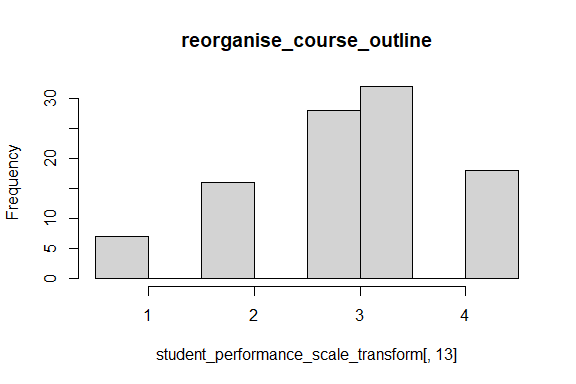 reorganise_course_outline
Frequency
30
20
10
5
0
1 2 3 4
student_performance_scale_transform[, 13]